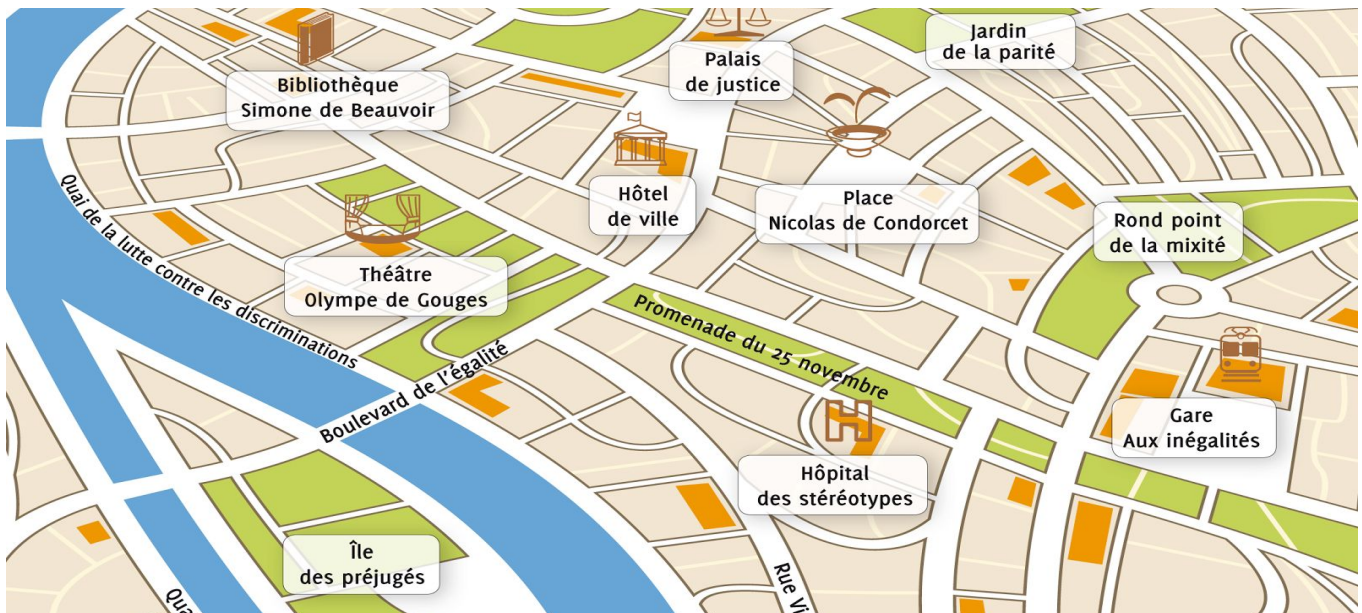 Jardin
de la parité
Palais
de justice
Bibliothèque
Simone de Beauvoir
Hôtel
de ville
Place
Nicolas de Condorcet
Rond point
de la mixité
Quai de la lutte contre les discriminations
Théâtre
Olympe de Gouges
Promenade du 25 novembre
Boulevard de l'égalité
Gare
Aux inégalités
Hôpital
des stéréotypes
Île
des préjugés
Rue